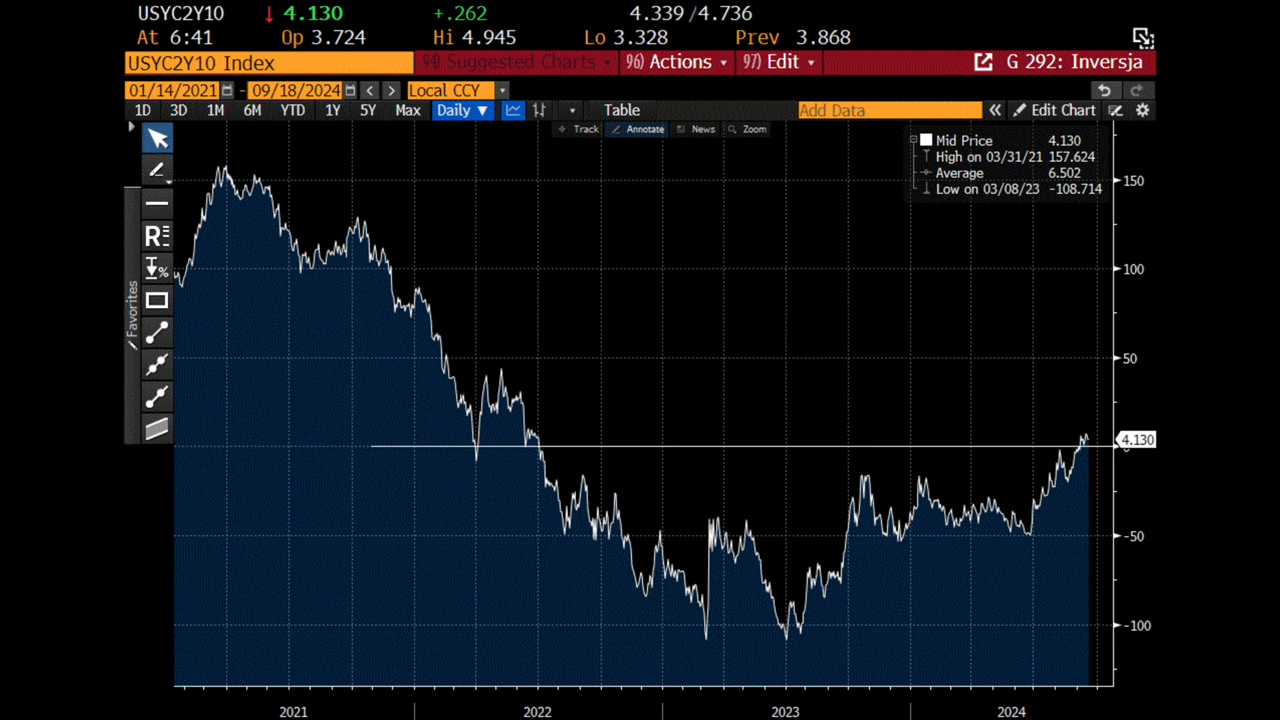 USYC2Y10 ↓ 4.130 +.262 4.339 /4.736
At 6:41 Op 3.724 Hi 4.945 Lo 3.328 Prev 3.868
USYC2Y10 Index 94) Suggested Charts 96) Actions 97) Edit G 292: Inversja
01/14/2021 - 09/18/2024 Local CCY
1D 3D 1M 6M YTD 1Y 5Y Max Daily ▼ Table Add Data « Edit Chart
Track Annotate News Zoom
Mid Price 4.130
High on 03/31/21 157.624
Average 6.502
Low on 03/08/23 -108.714
R
%
Favorites
150
100
50
4.130
0
-50
-100
2021 2022 2023 2024